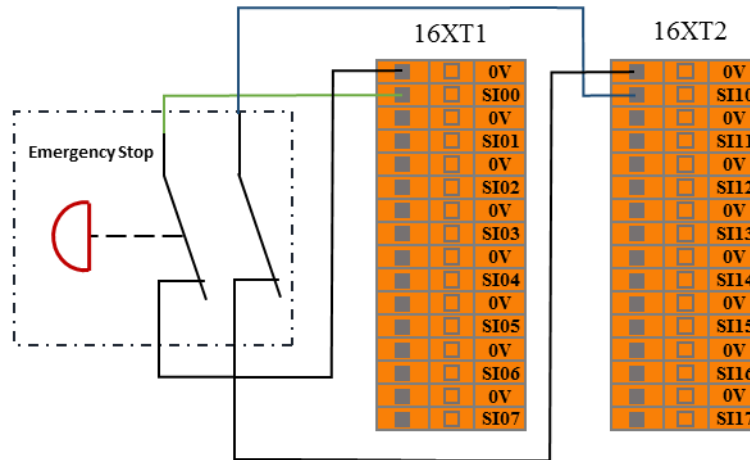 16XT1
16XT2
Emergency Stop
0V
SI00
0V
SI01
0V
SI02
0V
SI03
0V
SI04
0V
SI05
0V
SI06
0V
SI07
0V
SI10
0V
SI11
0V
SI12
0V
SI13
0V
SI14
0V
SI15
0V
SI16
0V
SI17